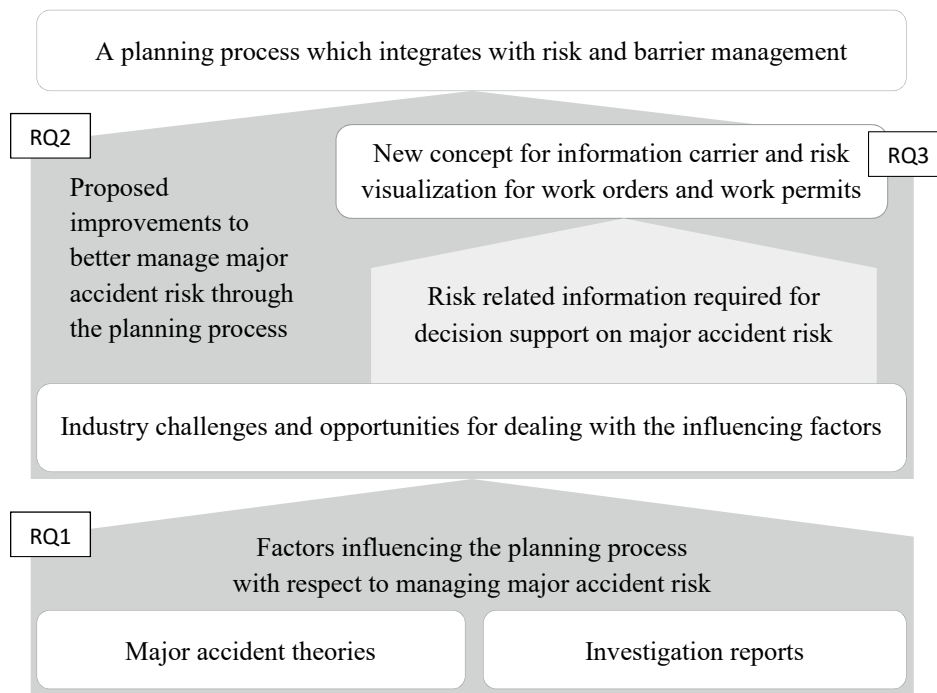 A planning process which integrates with risk and barrier management
RQ2
New concept for information carrier and risk
visualization for work orders and work permits
RQ3
Proposed
improvements to
better manage major
accident risk through
the planning process
Risk related information required for
decision support on major accident risk
Industry challenges and opportunities for dealing with the influencing factors
RQ1
Factors influencing the planning process
with respect to managing major accident risk
Major accident theories
Investigation reports